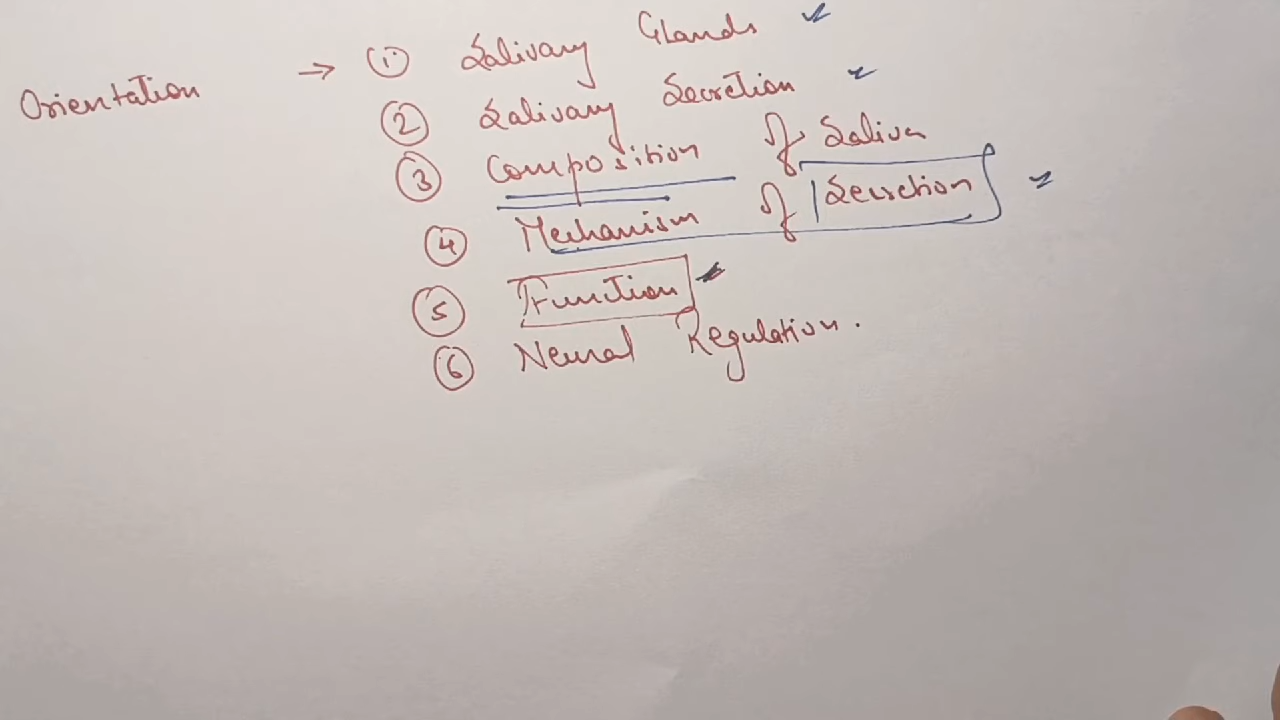 Orientation → ① Salivary Glands ✓
② Salivary Secretion ✓
③ Composition of Saliva
④ Mechanism of Secretion ✓
⑤ Function
⑥ Neural Regulation.